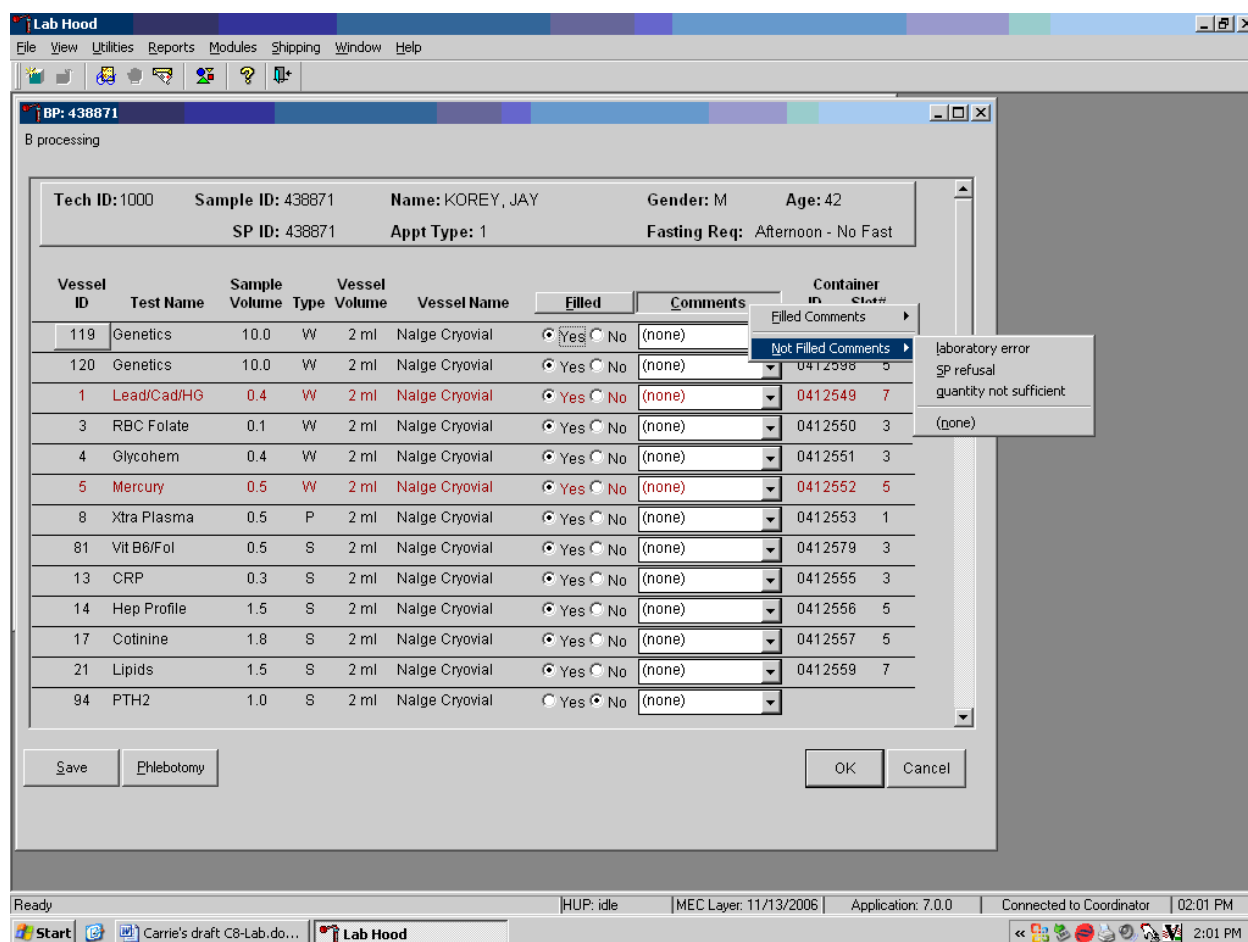 Lab Hood
File View Utilities Reports Modules Shipping Window Help
BP: 438871
B processing
Tech ID: 1000 Sample ID: 438871 Name: KOREY, JAY Gender: M Age: 42
SP ID: 438871 Appt Type: 1 Fasting Req: Afternoon - No Fast
Vessel Sample Vessel Container
ID Test Name Volume Type Volume Vessel Name Filled Comments ID Slot#
Filled Comments
119 Genetics 10.0 W 2 ml Nalge Cryovial Yes No (none)
Not Filled Comments laboratory error
120 Genetics 10.0 W 2 ml Nalge Cryovial Yes No (none) 0412598 5
SP refusal
quantity not sufficient
1 Lead/Cad/HG 0.4 W 2 ml Nalge Cryovial Yes No (none) 0412549 7
(none)
3 RBC Folate 0.1 W 2 ml Nalge Cryovial Yes No (none) 0412550 3
4 Glycohem 0.4 W 2 ml Nalge Cryovial Yes No (none) 0412551 3
5 Mercury 0.5 W 2 ml Nalge Cryovial Yes No (none) 0412552 5
8 Xtra Plasma 0.5 P 2 ml Nalge Cryovial Yes No (none) 0412553 1
81 Vit B6/Fol 0.5 S 2 ml Nalge Cryovial Yes No (none) 0412579 3
13 CRP 0.3 S 2 ml Nalge Cryovial Yes No (none) 0412555 3
14 Hep Profile 1.5 S 2 ml Nalge Cryovial Yes No (none) 0412556 5
17 Cotinine 1.8 S 2 ml Nalge Cryovial Yes No (none) 0412557 5
21 Lipids 1.5 S 2 ml Nalge Cryovial Yes No (none) 0412559 7
94 PTH2 1.0 S 2 ml Nalge Cryovial Yes No (none)
Save Phlebotomy OK Cancel
Ready HUP: idle MEC Layer: 11/13/2006 Application: 7.0.0 Connected to Coordinator 02:01 PM
Start Carrie's draft C8-Lab.do... Lab Hood « 2:01 PM